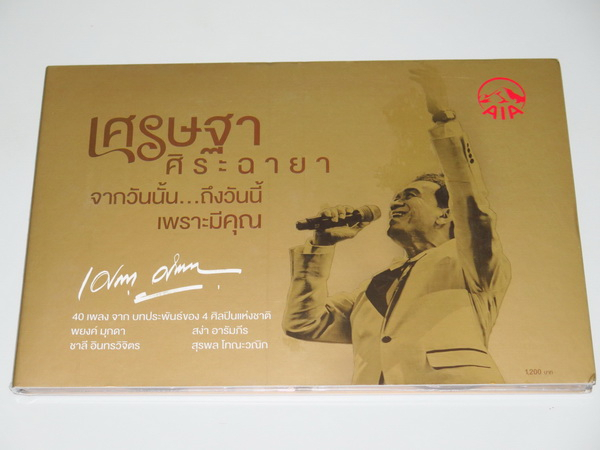 AIA
เศรษฐา
ศิระฉายา
จากวันนั้น...ถึงวันนี้
เพราะมีคุณ
40 เพลง จาก บทประพันธ์ของ 4 ศิลปินแห่งชาติ
พยงค์ มุกดา สง่า อารัมภีร
ชาลี อินทรวิจิตร สุรพล โทณะวณิก
1,200 บาท